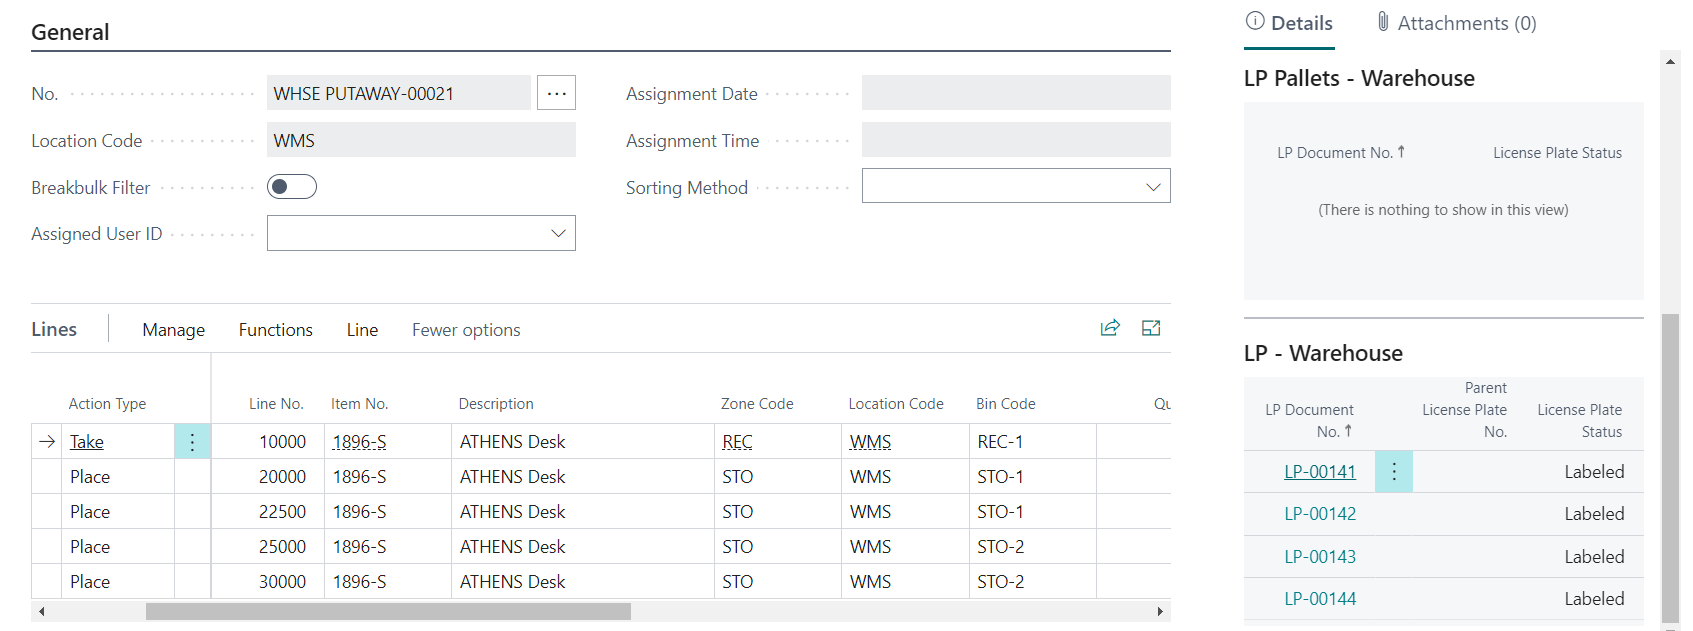 General
No. WHSE PUTAWAY-00021 ... Assignment Date
Location Code WMS Assignment Time
Breakbulk Filter Sorting Method
Assigned User ID
Lines Manage Functions Line Fewer options
Action Type Line No. Item No. Description Zone Code Location Code Bin Code Qu
Take 10000 1896-S ATHENS Desk REC WMS REC-1
Place 20000 1896-S ATHENS Desk STO WMS STO-1
Place 22500 1896-S ATHENS Desk STO WMS STO-1
Place 25000 1896-S ATHENS Desk STO WMS STO-2
Place 30000 1896-S ATHENS Desk STO WMS STO-2
Details Attachments (0)
LP Pallets - Warehouse
LP Document No. ↑ License Plate Status
(There is nothing to show in this view)
LP - Warehouse
Parent
LP Document License Plate License Plate
No. ↑ No. Status
LP-00141 Labeled
LP-00142 Labeled
LP-00143 Labeled
LP-00144 Labeled